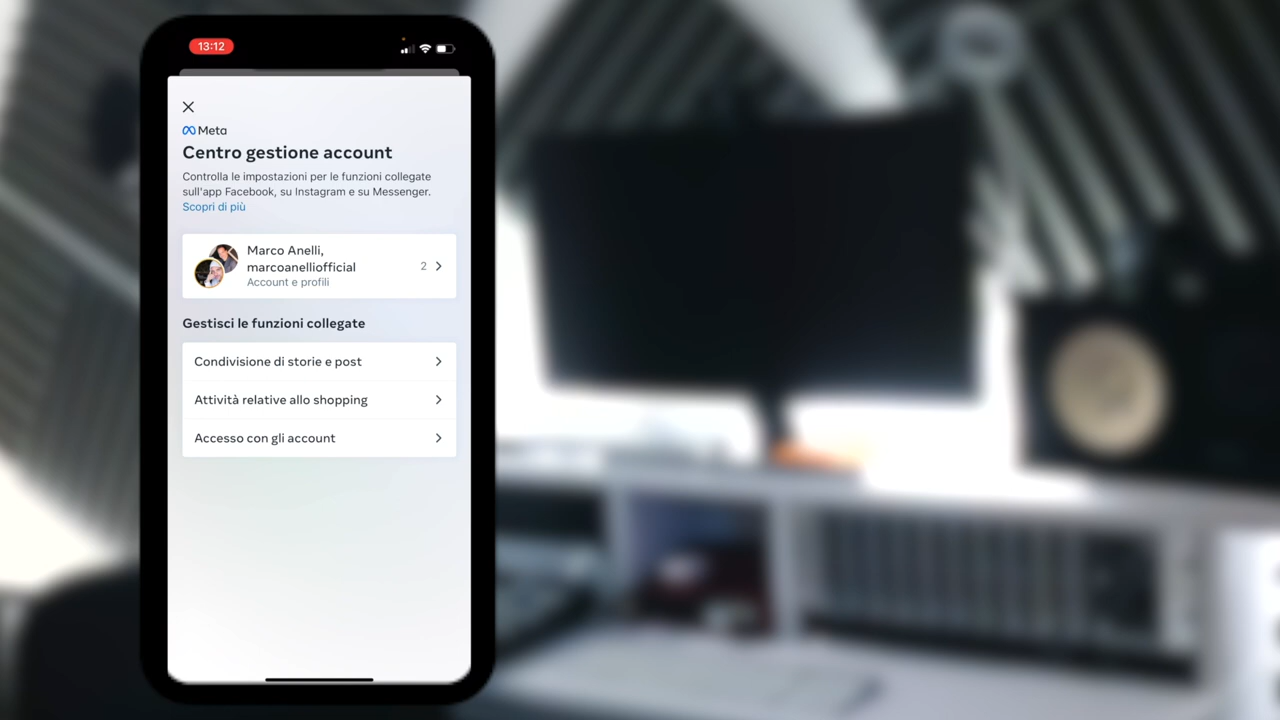 13:12
Meta
Centro gestione account
Controlla le impostazioni per le funzioni collegate
sull'app Facebook, su Instagram e su Messenger.
Scopri di più
Marco Anelli,
marcoanelliofficial
2
Account e profili
Gestisci le funzioni collegate
Condivisione di storie e post
Attività relative allo shopping
Accesso con gli account